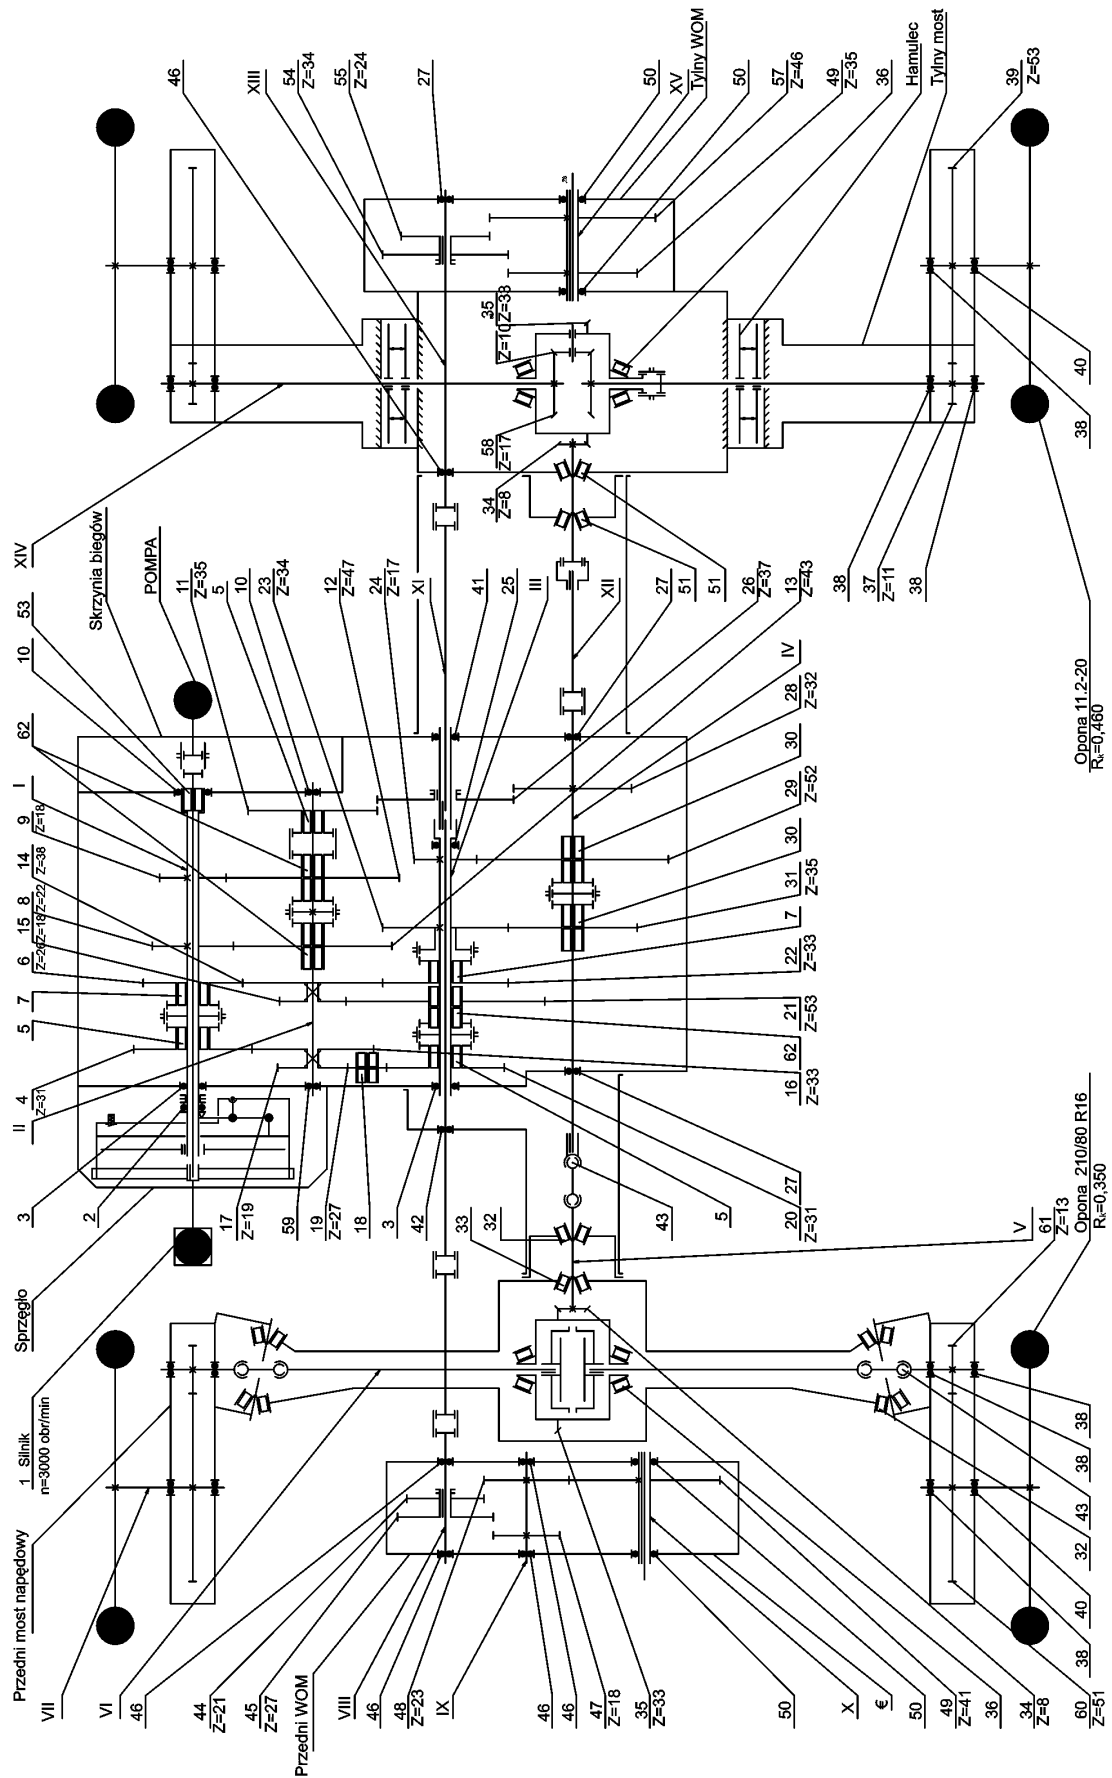 46
XIII
54
Z=34
55
Z=24
27
50
XV
Tylny WOM
50
57
Z=46
49
Z=35
36
Hamulec
Tylny most
39
Z=53
35
Z=38
Z=10
58
Z=17
34
Z=8
40
38
38
37
Z=11
38
Opona 11.2-20
Rₖ=0,460
XIV
Skrzynia biegów
POMPA
53
10
62
11
Z=35
5
10
23
Z=34
12
Z=47
24
Z=17
XI
41
25
III
XII
27
51
51
26
Z=37
13
Z=43
IV
28
Z=32
30
29
Z=52
30
31
Z=35
7
22
Z=33
21
Z=53
62
16
Z=33
I
9
Z=18
14
Z=38
8
Z=22
15
Z=18
6
Z=26
7
5
4
Z=31
II
3
2
17
Z=19
59
19
Z=27
18
3
42
33
32
43
5
20
Z=31
27
V
61
Z=13
Opona 210/80 R16
Rₖ=0,350
Sprzęgło
1 Silnik
n=3000 obr/min
Przedni most napędowy
VII
VI
46
44
Z=21
45
Z=27
Przedni WOM
VIII
46
48
Z=23
IX
46
46
47
Z=18
35
Z=33
50
X
€
50
49
Z=41
36
34
Z=8
60
Z=51
38
40
32
43
38
38